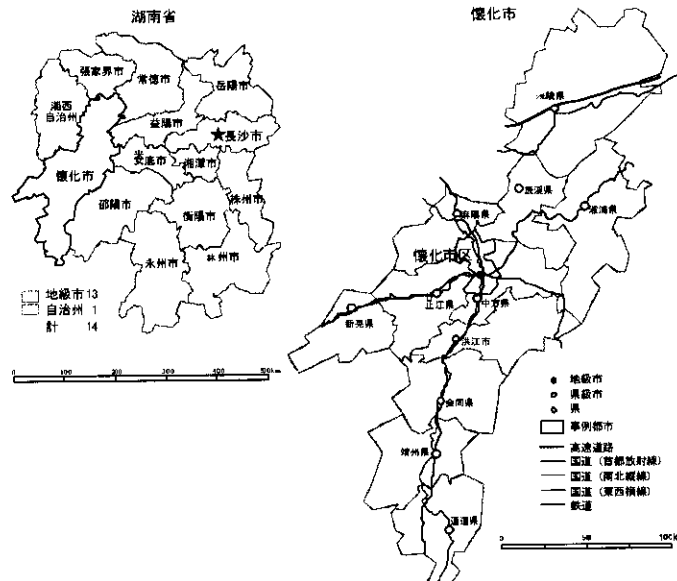 湖南省
張家界市
常徳市
岳陽市
湘西
自治州
益陽市
★長沙市
懐化市
娄底市
湘潭市
株州市
邵陽市
衡陽市
永州市
林州市
地級市 13
自治州 1
計 14
0 100 200 300 400 500km
懐化市
辰渓県
麻陽県
懐化市区
芷江県
中方県
新晃県
洪江市
会同県
靖州県
通道県
地級市
県級市
県
事例都市
高速道路
国道（首都放射線）
国道（南北縦線）
国道（東西横線）
鉄道
0 50 100k